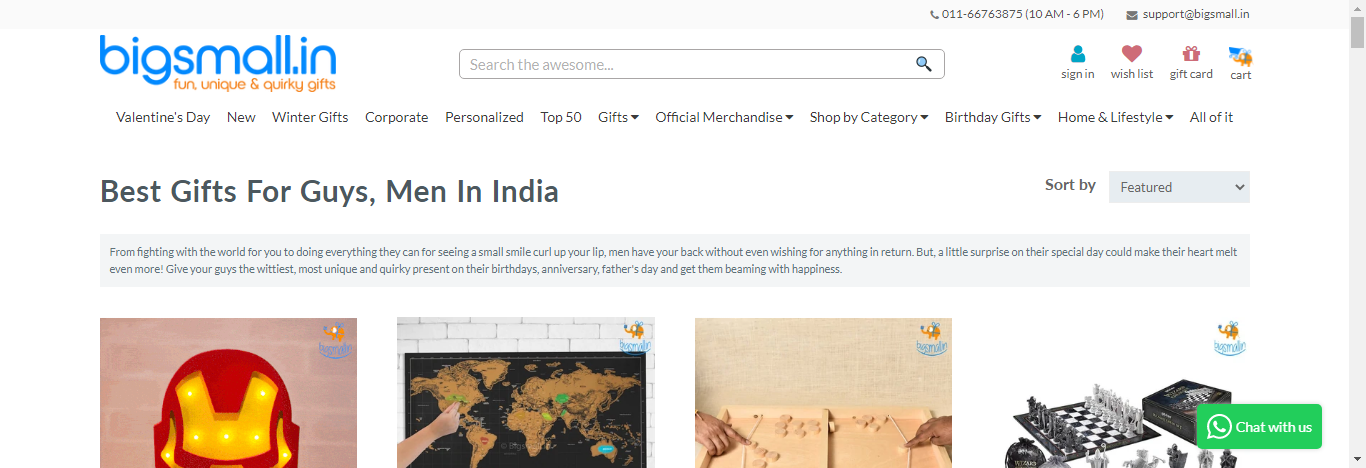 011-66763875 (10 AM - 6 PM) support@bigsmall.in
bigsmall.in
fun, unique & quirky gifts
Search the awesome...
sign in wish list gift card cart
Valentine's Day New Winter Gifts Corporate Personalized Top 50 Gifts Official Merchandise Shop by Category Birthday Gifts Home & Lifestyle All of it
Best Gifts For Guys, Men In India
Sort by Featured
From fighting with the world for you to doing everything they can for seeing a small smile curl up your lip, men have your back without even wishing for anything in return. But, a little surprise on their special day could make their heart melt
even more! Give your guys the wittiest, most unique and quirky present on their birthdays, anniversary, father's day and get them beaming with happiness.
bigsmall.in bigsmall.in bigsmall.in bigsmall.in
Chat with us